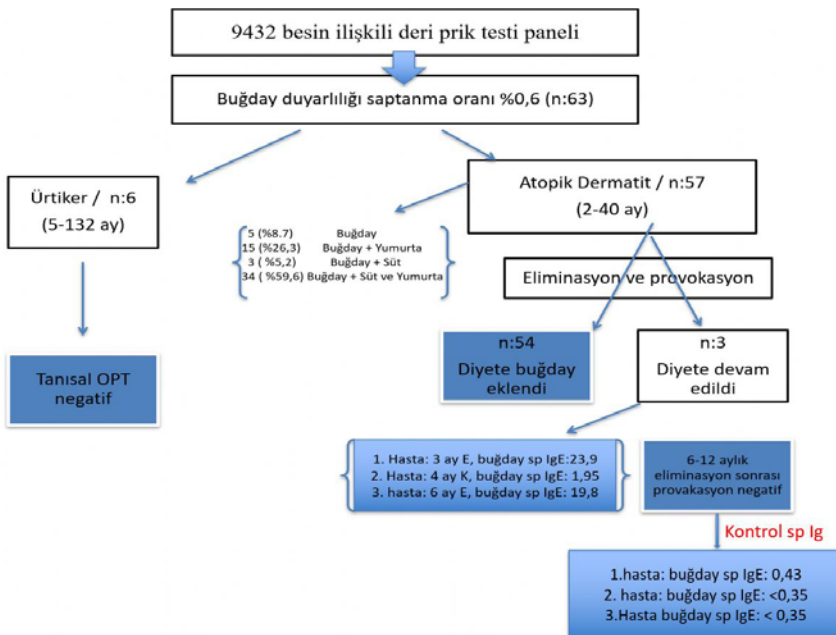 9432 besin ilişkili deri prik testi paneli
Buğday duyarlılığı saptanma oranı %0,6 (n:63)
Ürtiker / n:6
(5-132 ay)
Atopik Dermatit / n:57
(2-40 ay)
5 (%8.7) Buğday
15 (%26,3) Buğday + Yumurta
3 ( %5,2) Buğday + Süt
34 ( %59,6) Buğday + Süt ve Yumurta
Eliminasyon ve provokasyon
Tanısal OPT
negatif
n:54
Diyete buğday
eklendi
n:3
Diyete devam
edildi
1. Hasta: 3 ay E, buğday sp IgE:23,9
2. Hasta: 4 ay K, buğday sp IgE: 1,95
3. hasta: 6 ay E, buğday sp IgE: 19,8
6-12 aylık
eliminasyon sonrası
provakasyon negatif
Kontrol sp Ig
1.hasta: buğday sp IgE: 0,43
2. hasta: buğday sp IgE: <0,35
3.Hasta buğday sp IgE: < 0,35